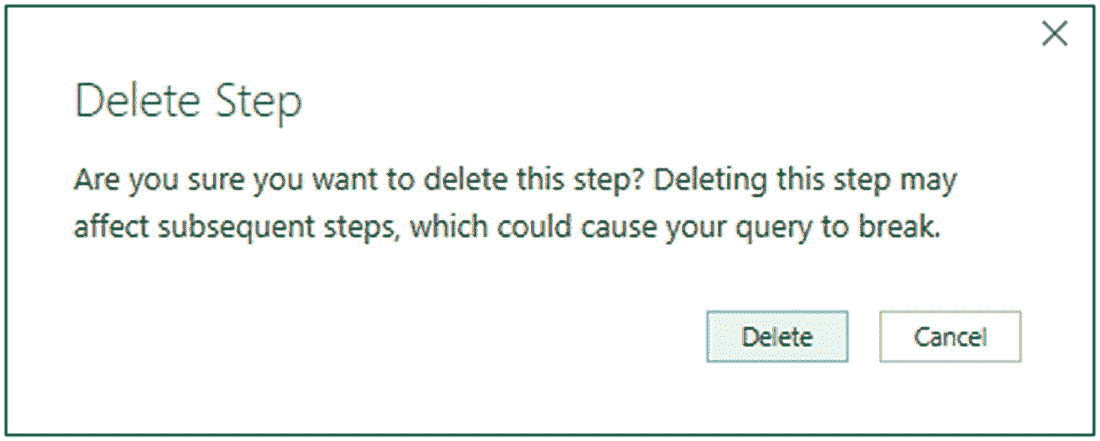 Delete Step
Are you sure you want to delete this step? Deleting this step may
affect subsequent steps, which could cause your query to break.
Delete
Cancel